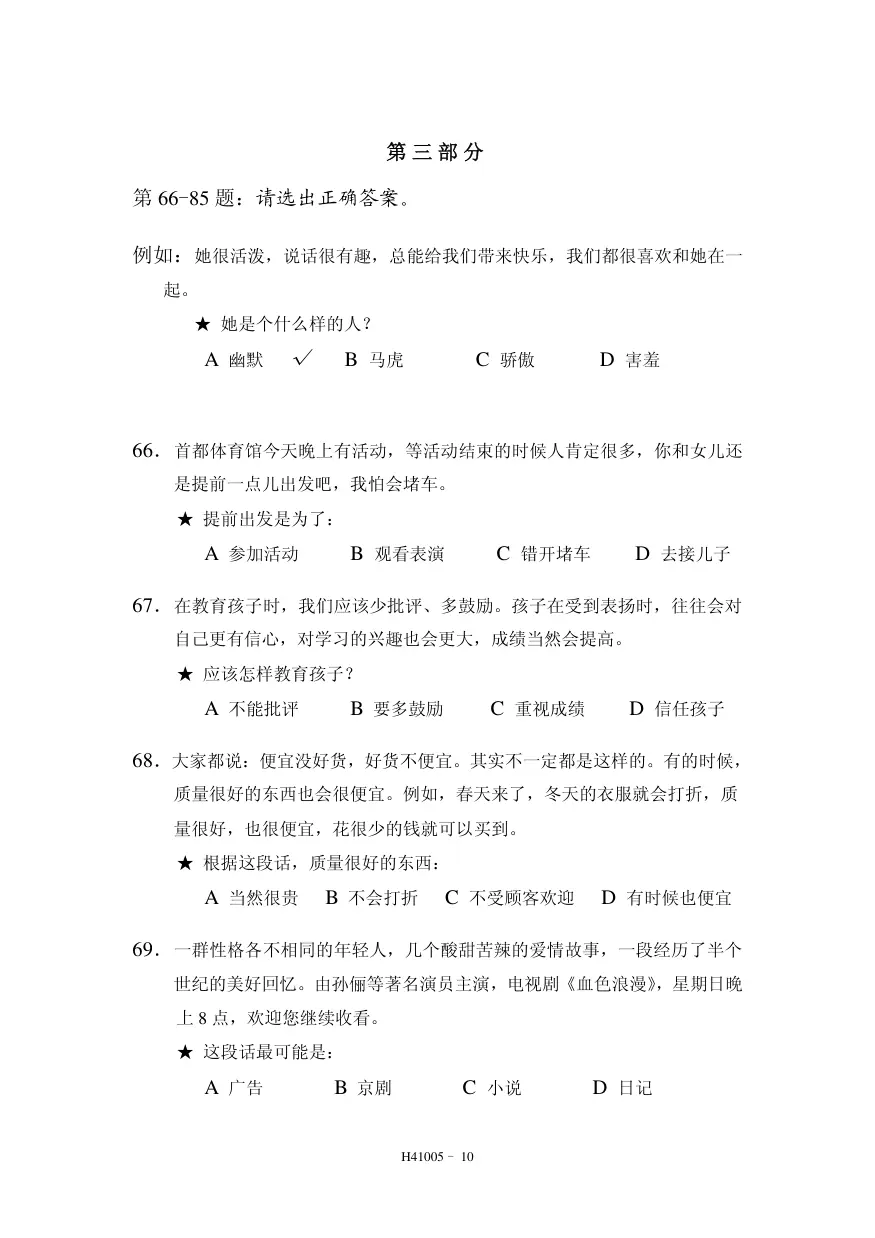 第三部分
第 66-85 题：请选出正确答案。
例如：她很活泼，说话很有趣，总能给我们带来快乐，我们都很喜欢和她在一
起。
★ 她是个什么样的人？
A 幽默 √ B 马虎 C 骄傲 D 害羞
66．首都体育馆今天晚上有活动，等活动结束的时候人肯定很多，你和女儿还
是提前一点儿出发吧，我怕会堵车。
★ 提前出发是为了：
A 参加活动 B 观看表演 C 错开堵车 D 去接儿子
67．在教育孩子时，我们应该少批评、多鼓励。孩子在受到表扬时，往往会对
自己更有信心，对学习的兴趣也会更大，成绩当然会提高。
★ 应该怎样教育孩子？
A 不能批评 B 要多鼓励 C 重视成绩 D 信任孩子
68．大家都说：便宜没好货，好货不便宜。其实不一定都是这样的。有的时候，
质量很好的东西也会很便宜。例如，春天来了，冬天的衣服就会打折，质
量很好，也很便宜，花很少的钱就可以买到。
★ 根据这段话，质量很好的东西：
A 当然很贵 B 不会打折 C 不受顾客欢迎 D 有时候也便宜
69．一群性格各不相同的年轻人，几个酸甜苦辣的爱情故事，一段经历了半个
世纪的美好回忆。由孙俪等著名演员主演，电视剧《血色浪漫》，星期日晚
上 8 点，欢迎您继续收看。
★ 这段话最可能是：
A 广告 B 京剧 C 小说 D 日记
H41005－ 10